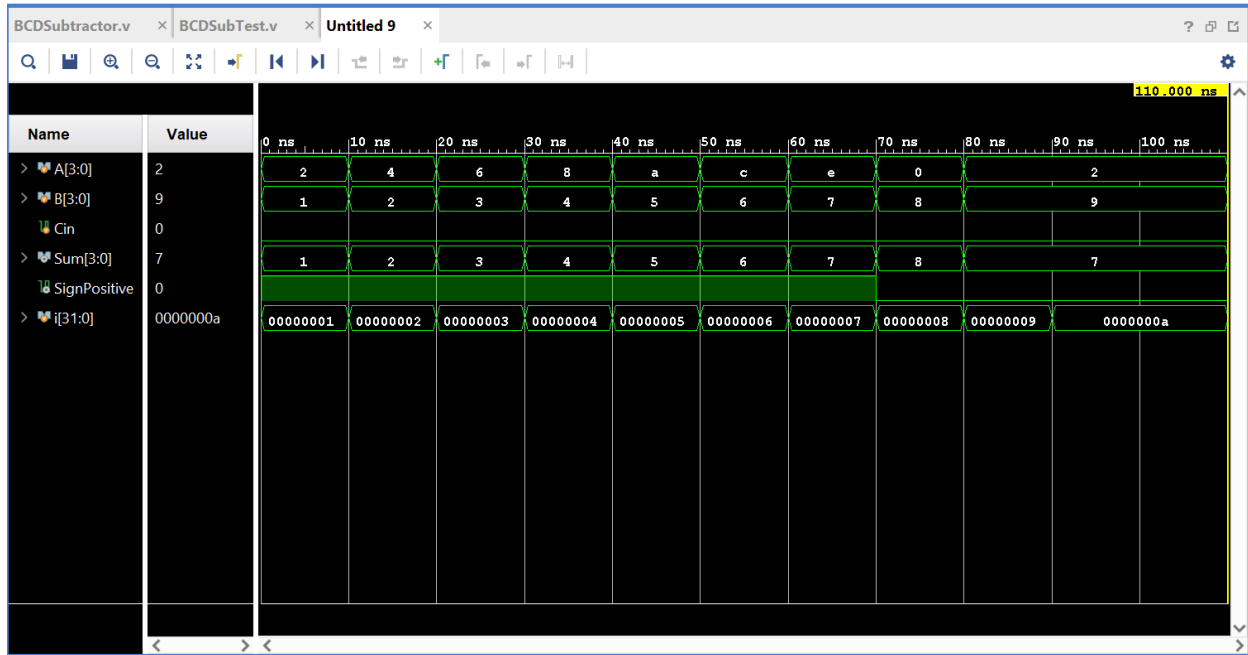 BCDSubtractor.v × BCDSubTest.v × Untitled 9 × ?
110.000 ns
Name Value 0 ns 10 ns 20 ns 30 ns 40 ns 50 ns 60 ns 70 ns 80 ns 90 ns 100 ns
> A[3:0] 2 2 4 6 8 a c e 0 2
> B[3:0] 9 1 2 3 4 5 6 7 8 9
Cin 0
> Sum[3:0] 7 1 2 3 4 5 6 7 8 7
SignPositive 0
> i[31:0] 0000000a 00000001 00000002 00000003 00000004 00000005 00000006 00000007 00000008 00000009 0000000a